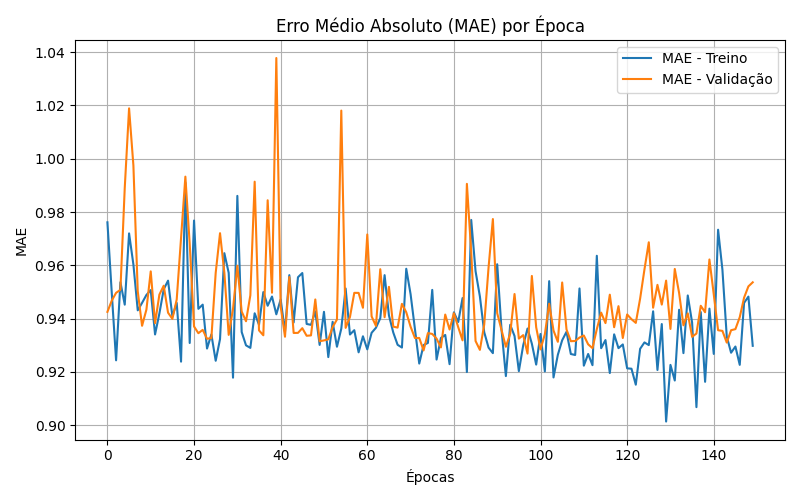 Erro Médio Absoluto (MAE) por Época
MAE - Treino
MAE - Validação
MAE
1.04
1.02
1.00
0.98
0.96
0.94
0.92
0.90
0 20 40 60 80 100 120 140
Épocas